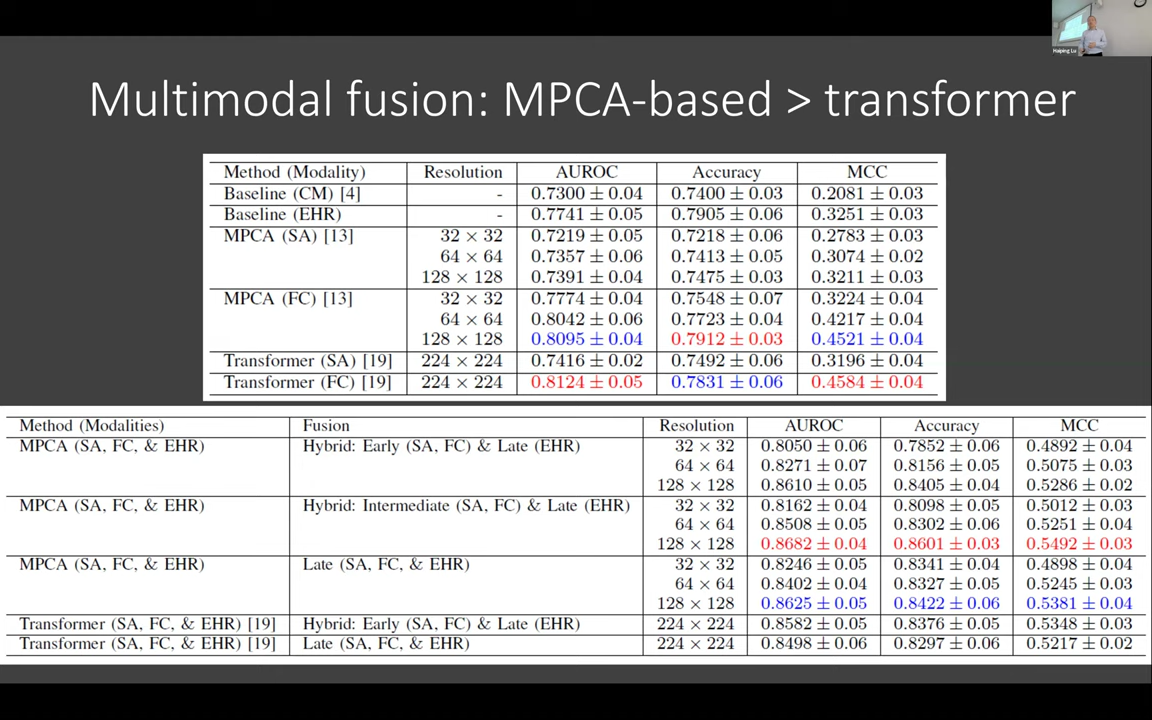 Haiping Lu
Multimodal fusion: MPCA-based > transformer
Method (Modality) Resolution AUROC Accuracy MCC
Baseline (CM) [4] - 0.7300 ± 0.04 0.7400 ± 0.03 0.2081 ± 0.03
Baseline (EHR) - 0.7741 ± 0.05 0.7905 ± 0.06 0.3251 ± 0.03
MPCA (SA) [13] 32 × 32 0.7219 ± 0.05 0.7218 ± 0.06 0.2783 ± 0.03
64 × 64 0.7357 ± 0.06 0.7413 ± 0.05 0.3074 ± 0.02
128 × 128 0.7391 ± 0.04 0.7475 ± 0.03 0.3211 ± 0.03
MPCA (FC) [13] 32 × 32 0.7774 ± 0.04 0.7548 ± 0.07 0.3224 ± 0.04
64 × 64 0.8042 ± 0.06 0.7723 ± 0.04 0.4217 ± 0.04
128 × 128 0.8095 ± 0.04 0.7912 ± 0.03 0.4521 ± 0.04
Transformer (SA) [19] 224 × 224 0.7416 ± 0.02 0.7492 ± 0.06 0.3196 ± 0.04
Transformer (FC) [19] 224 × 224 0.8124 ± 0.05 0.7831 ± 0.06 0.4584 ± 0.04
Method (Modalities) Fusion Resolution AUROC Accuracy MCC
MPCA (SA, FC, & EHR) Hybrid: Early (SA, FC) & Late (EHR) 32 × 32 0.8050 ± 0.06 0.7852 ± 0.06 0.4892 ± 0.04
64 × 64 0.8271 ± 0.07 0.8156 ± 0.05 0.5075 ± 0.03
128 × 128 0.8610 ± 0.05 0.8405 ± 0.04 0.5286 ± 0.02
MPCA (SA, FC, & EHR) Hybrid: Intermediate (SA, FC) & Late (EHR) 32 × 32 0.8162 ± 0.04 0.8098 ± 0.05 0.5012 ± 0.03
64 × 64 0.8508 ± 0.05 0.8302 ± 0.06 0.5251 ± 0.04
128 × 128 0.8682 ± 0.04 0.8601 ± 0.03 0.5492 ± 0.03
MPCA (SA, FC, & EHR) Late (SA, FC, & EHR) 32 × 32 0.8246 ± 0.05 0.8341 ± 0.04 0.4898 ± 0.04
64 × 64 0.8402 ± 0.04 0.8327 ± 0.05 0.5245 ± 0.03
128 × 128 0.8625 ± 0.05 0.8422 ± 0.06 0.5381 ± 0.04
Transformer (SA, FC, & EHR) [19] Hybrid: Early (SA, FC) & Late (EHR) 224 × 224 0.8582 ± 0.05 0.8376 ± 0.05 0.5348 ± 0.03
Transformer (SA, FC, & EHR) [19] Late (SA, FC, & EHR) 224 × 224 0.8498 ± 0.06 0.8297 ± 0.06 0.5217 ± 0.02